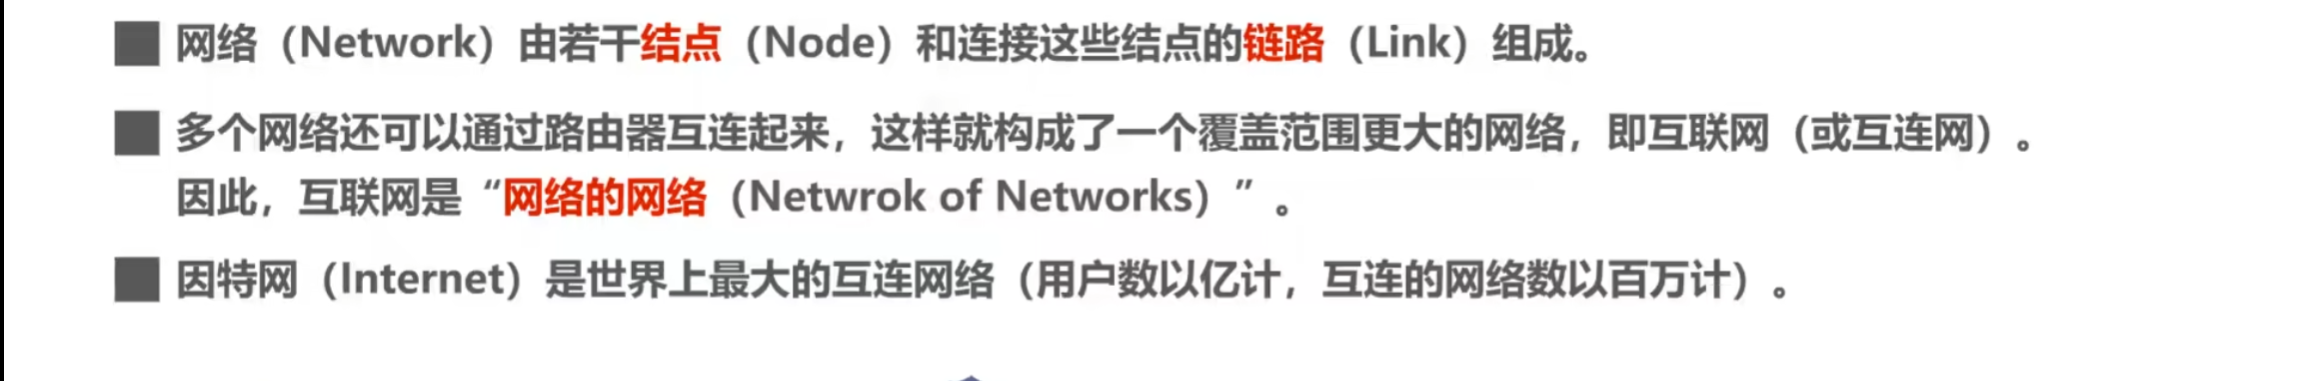 网络（Network）由若干结点（Node）和连接这些结点的链路（Link）组成。
多个网络还可以通过路由器互连起来，这样就构成了一个覆盖范围更大的网络，即互联网（或互连网）。
因此，互联网是“网络的网络（Netwrok of Networks）”。
因特网（Internet）是世界上最大的互连网络（用户数以亿计，互连的网络数以百万计）。